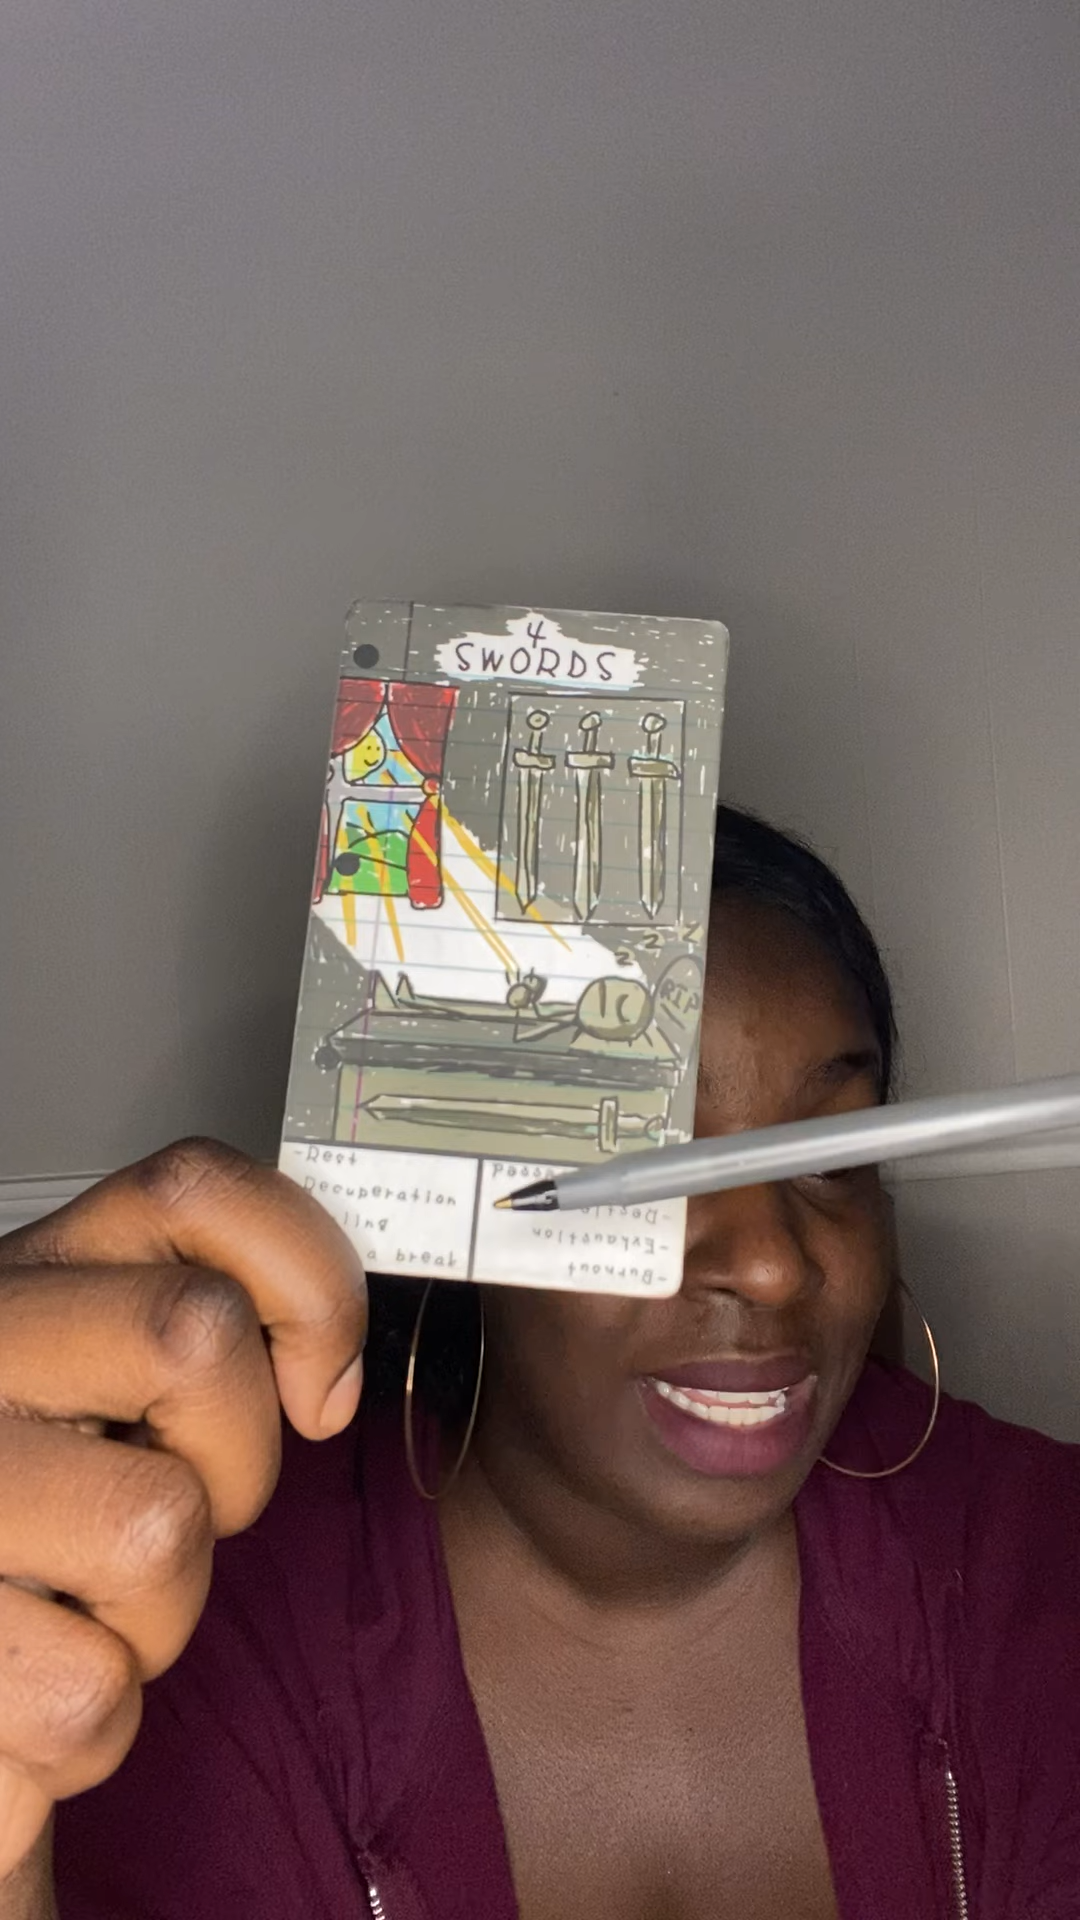 4
SWORDS
z z z
RIP
-Rest
Recuperation
a break
-Burnout
-Exhaustion